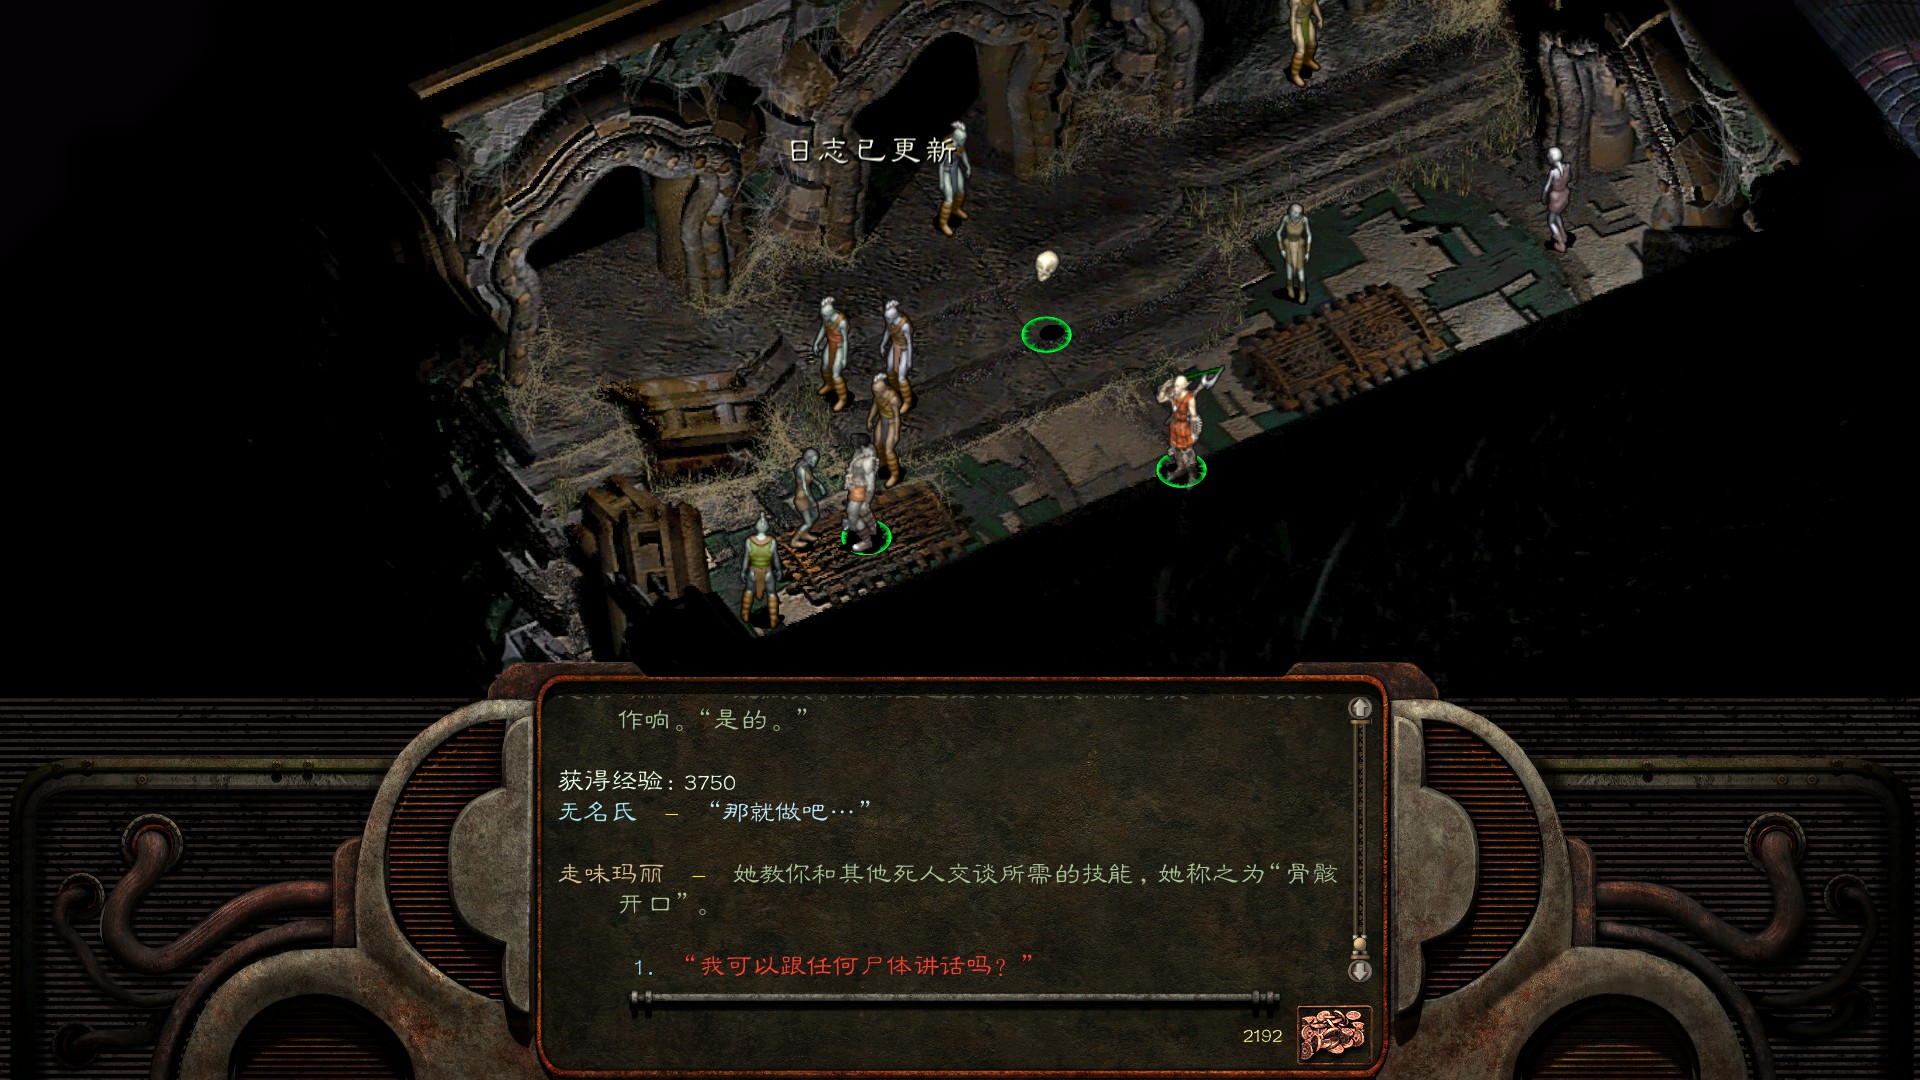 日志已更新
作响。“是的。”
获得经验: 3750
无名氏 – “那就做吧…”
走味玛丽 – 她教你和其他死人交谈所需的技能，她称之为“骨骸
开口”。
1. “我可以跟任何尸体讲话吗？”
2192